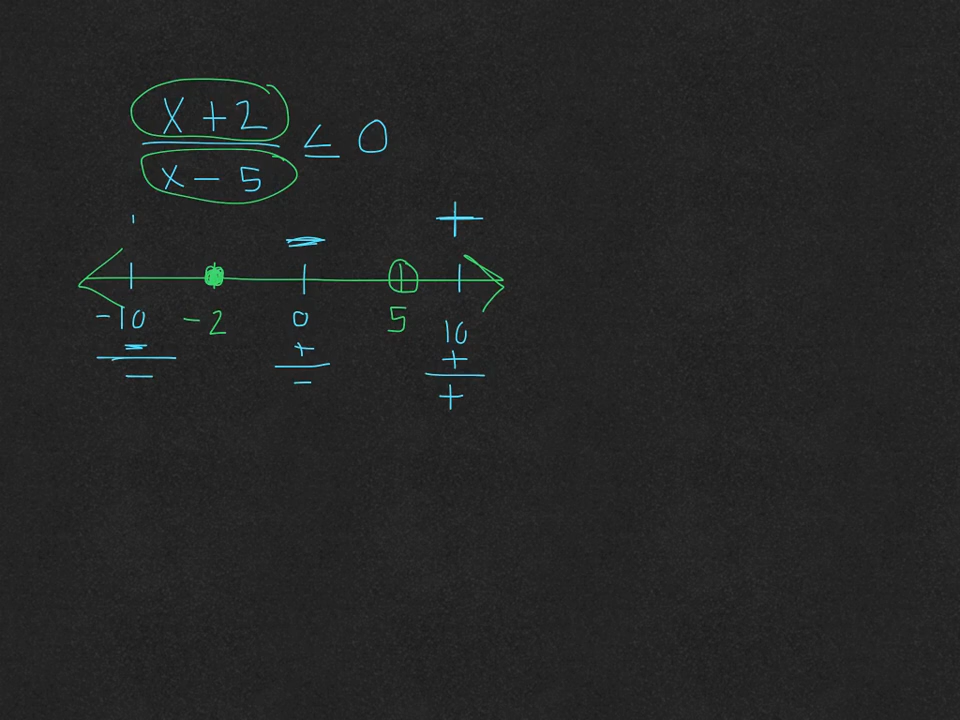 x + 2
x - 5
≤ 0
- +
-10 -2 0 5 10
- + +
- - +